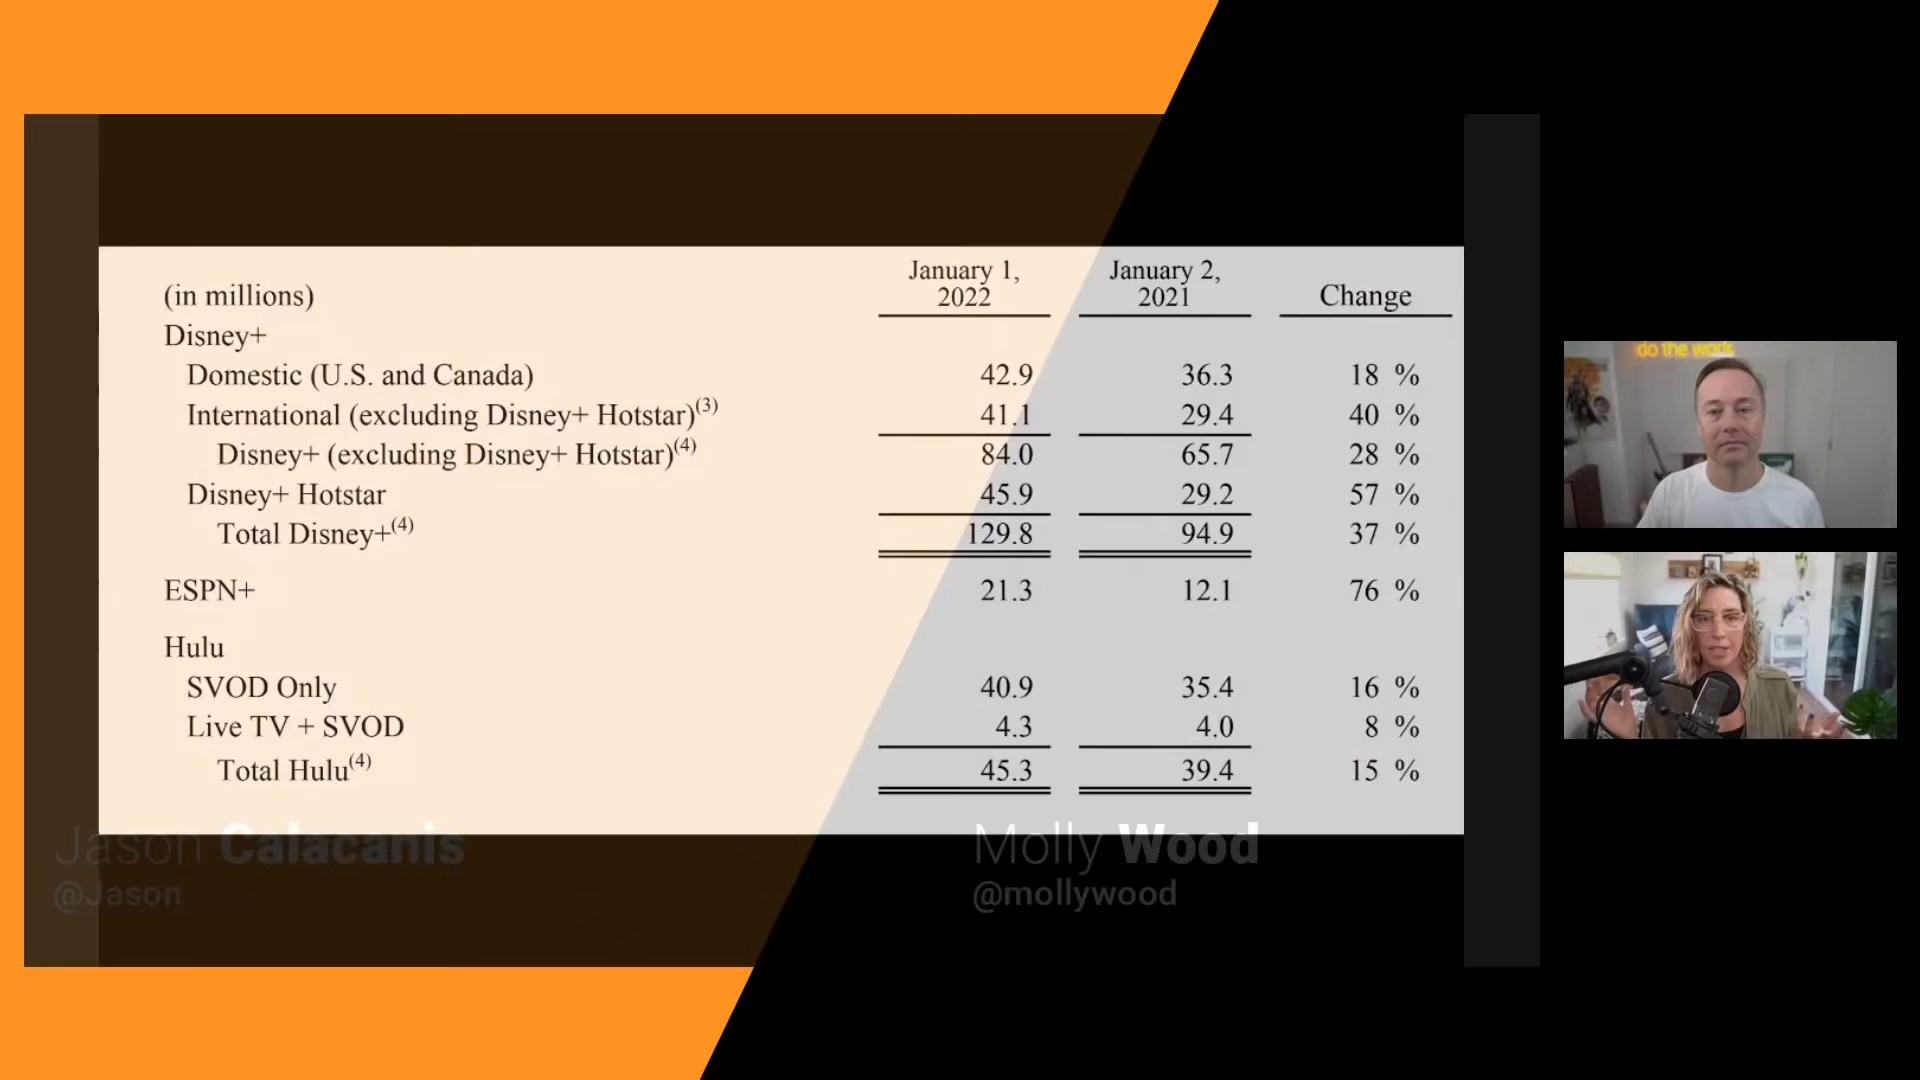 January 1, January 2,
(in millions) 2022 2021 Change
Disney+
Domestic (U.S. and Canada) 42.9 36.3 18 %
International (excluding Disney+ Hotstar)(3) 41.1 29.4 40 %
Disney+ (excluding Disney+ Hotstar)(4) 84.0 65.7 28 %
Disney+ Hotstar 45.9 29.2 57 %
Total Disney+(4) 129.8 94.9 37 %
ESPN+ 21.3 12.1 76 %
Hulu
SVOD Only 40.9 35.4 16 %
Live TV + SVOD 4.3 4.0 8 %
Total Hulu(4) 45.3 39.4 15 %
Jason Calacanis
@Jason
Molly Wood
@mollywood
do the work